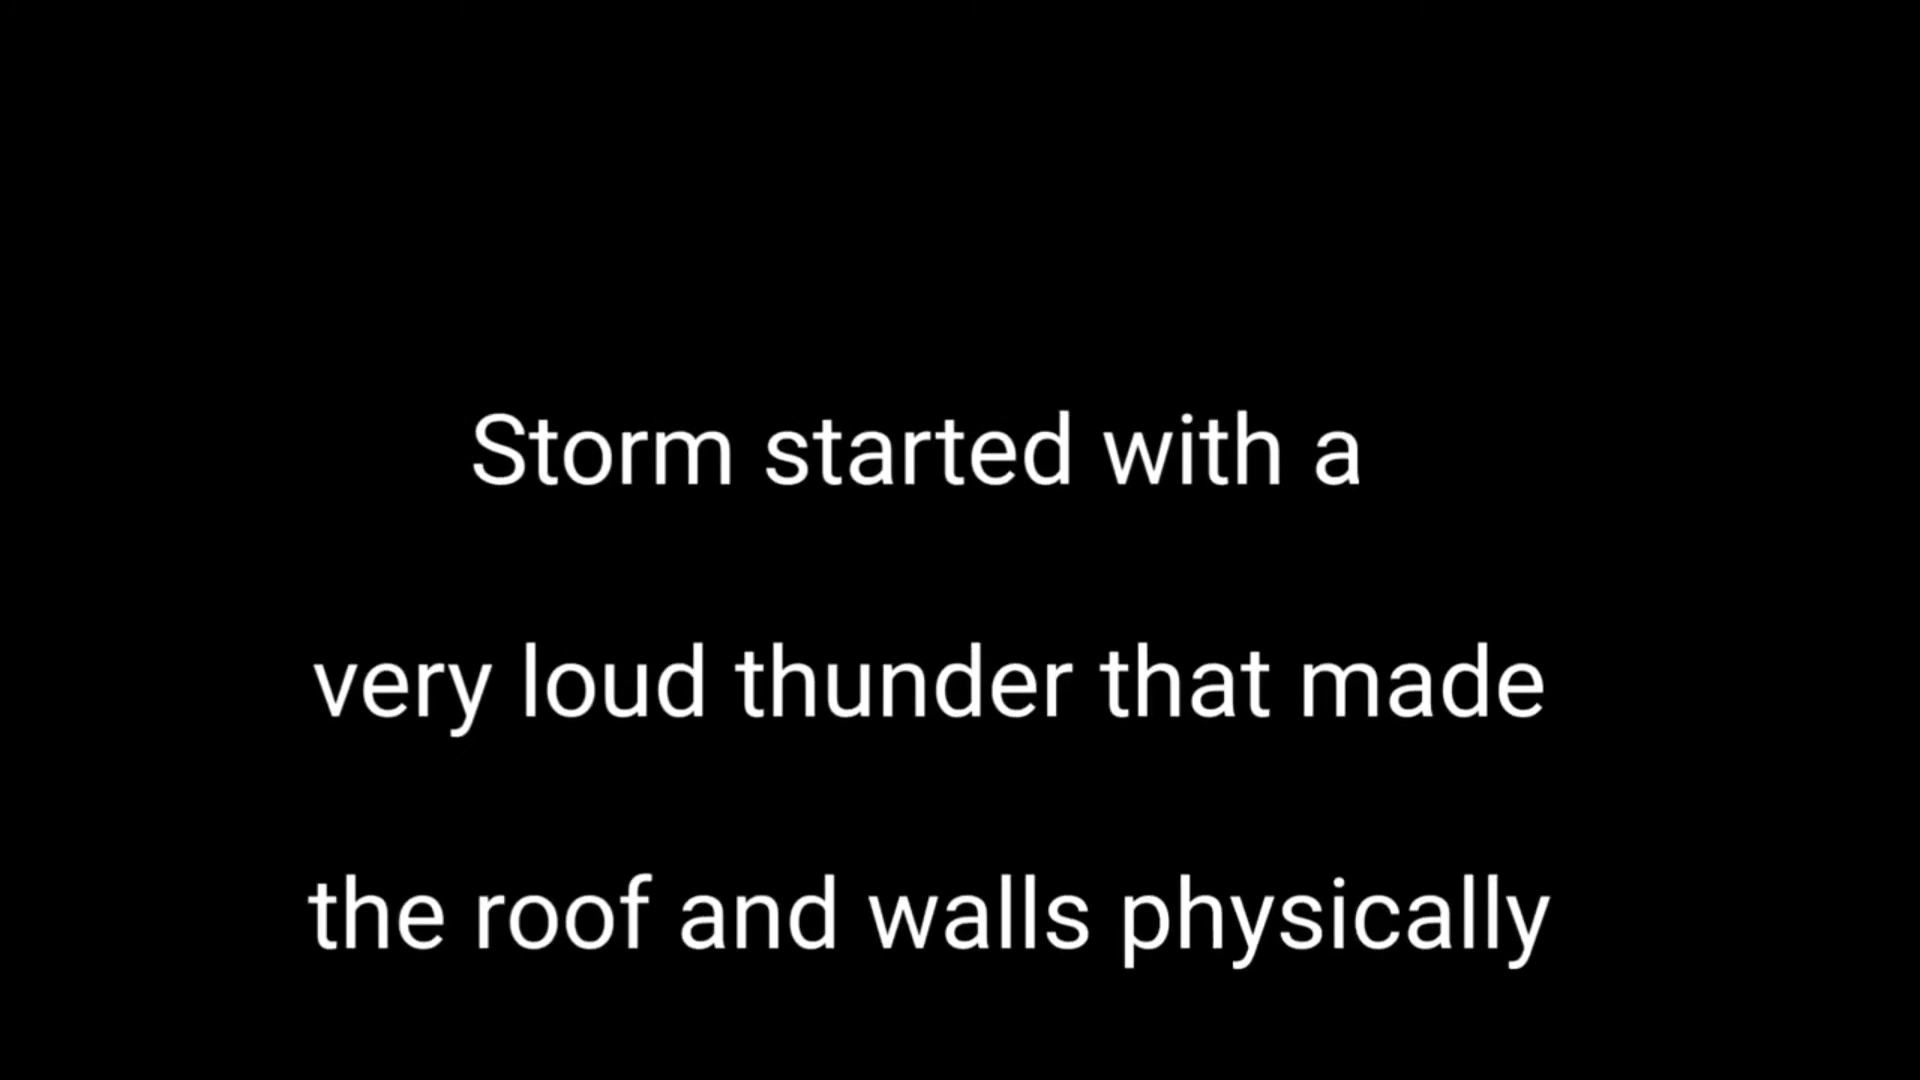 Storm started with a
very loud thunder that made
the roof and walls physically